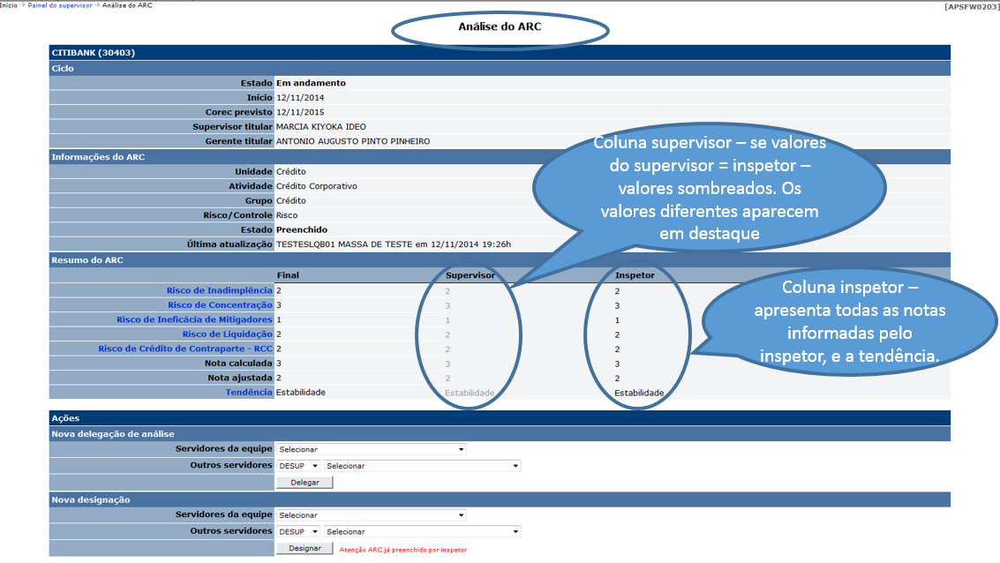 Início -> Painel do supervisor -> Análise do ARC
[APSFW0203]
Análise do ARC
CITIBANK (30403)
Ciclo
Estado Em andamento
Início 12/11/2014
Corec previsto 12/11/2015
Supervisor titular MARCIA KIYOKA IDEO
Gerente titular ANTONIO AUGUSTO PINTO PINHEIRO
Informações do ARC
Unidade Crédito
Atividade Crédito Corporativo
Grupo Crédito
Risco/Controle Risco
Estado Preenchido
Última atualização TESTESLQB01 MASSA DE TESTE em 12/11/2014 19:26h
Coluna supervisor – se valores
do supervisor = inspetor –
valores sombreados. Os
valores diferentes aparecem
em destaque
Resumo do ARC
Final Supervisor Inspetor
Risco de Inadimplência 2 2 2
Risco de Concentração 3 3 3
Risco de Ineficácia de Mitigadores 1 1 1
Risco de Liquidação 2 2 2
Risco de Crédito de Contraparte - RCC 2 2 2
Nota calculada 3 3 3
Nota ajustada 2 2 2
Tendência Estabilidade Estabilidade Estabilidade
Coluna inspetor –
apresenta todas as notas
informadas pelo
inspetor, e a tendência.
Ações
Nova delegação de análise
Servidores da equipe Selecionar
Outros servidores DESUP Selecionar
Delegar
Nova designação
Servidores da equipe Selecionar
Outros servidores DESUP Selecionar
Designar Atenção ARC já preenchido por inspetor